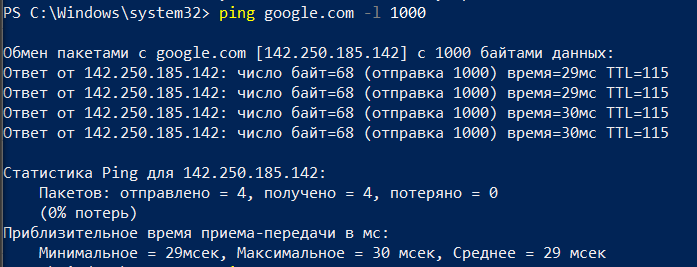 PS C:\Windows\system32> ping google.com -l 1000
Обмен пакетами с google.com [142.250.185.142] с 1000 байтами данных:
Ответ от 142.250.185.142: число байт=68 (отправка 1000) время=29мс TTL=115
Ответ от 142.250.185.142: число байт=68 (отправка 1000) время=29мс TTL=115
Ответ от 142.250.185.142: число байт=68 (отправка 1000) время=30мс TTL=115
Ответ от 142.250.185.142: число байт=68 (отправка 1000) время=30мс TTL=115
Статистика Ping для 142.250.185.142:
Пакетов: отправлено = 4, получено = 4, потеряно = 0
(0% потерь)
Приблизительное время приема-передачи в мс:
Минимальное = 29мсек, Максимальное = 30 мсек, Среднее = 29 мсек